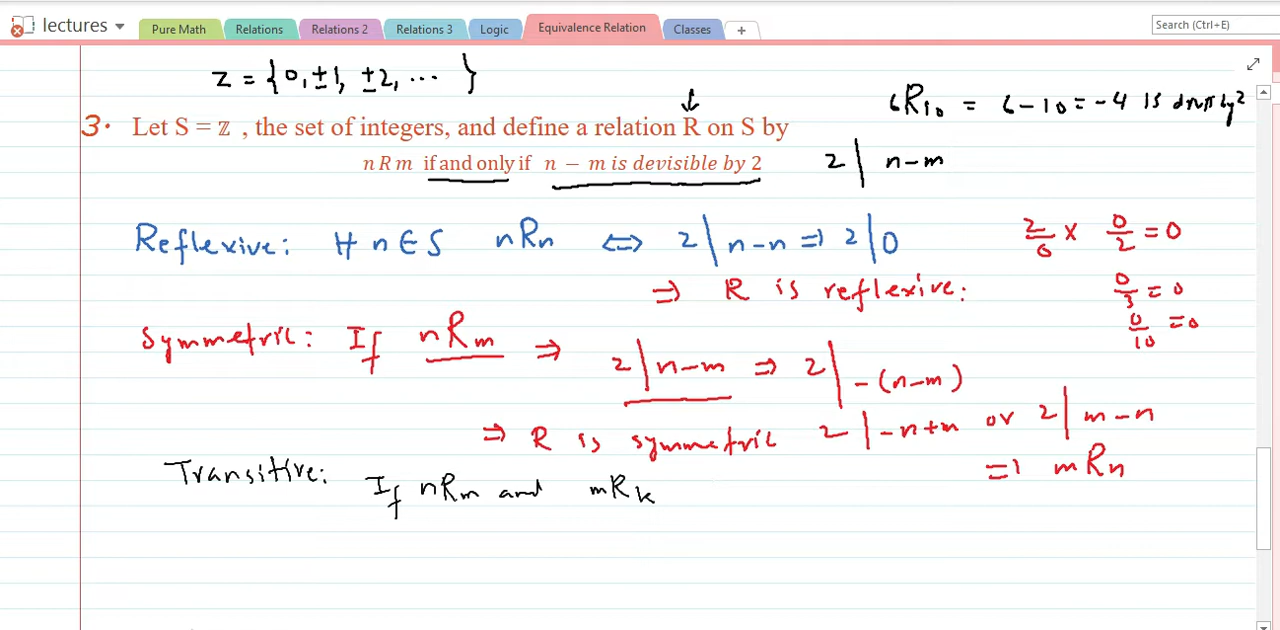 lectures
Pure Math Relations Relations 2 Relations 3 Logic Equivalence Relation Classes +
Search (Ctrl+E)
Z = {0, ±1, ±2, ... }
6R10 = 6-10 = -4 is by 2
3. Let S = ℤ , the set of integers, and define a relation R on S by
n R m if and only if n − m is devisible by 2
2 | n-m
Reflexive: ∀ n ∈ S nRn ⇔ 2 | n-n ⇒ 2 | 0
2/0 × 0/2 = 0
⇒ R is reflexive:
0/3 = 0
0/10 = 0
Symmetric: If nRm ⇒ 2 | n-m ⇒ 2 | -(n-m)
⇒ R is symmetric 2 | -n+m or 2 | m-n
⇒ mRn
Transitive: If nRm and mRk